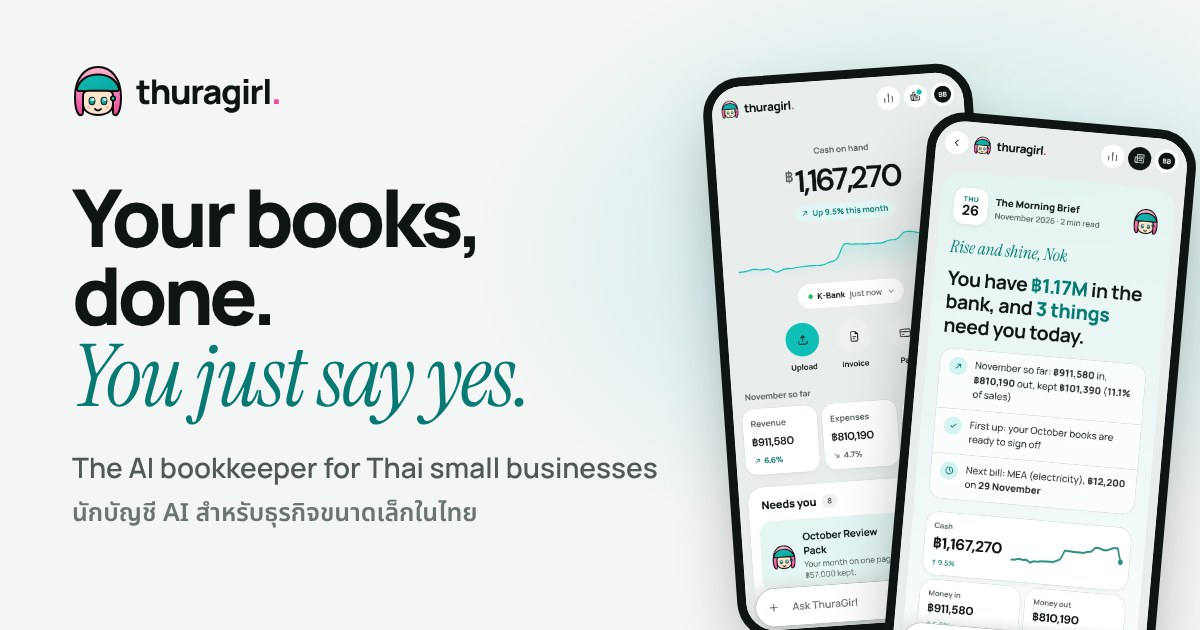 thuragirl.
Your books,
done.
You just say yes.
The AI bookkeeper for Thai small businesses
นักบัญชี AI สำหรับธุรกิจขนาดเล็กในไทย
thuragirl.
BB
Cash on hand
฿1,167,270
↗ Up 9.5% this month
K-Bank just now
Upload
Invoice
November so far
Revenue
฿911,580
↗ 6.6%
Expenses
฿810,190
↘ 4.7%
Needs you 8
October Review
Pack
Your month on one pag
฿57,000 kept.
+ Ask ThuraGirl
thuragirl.
BB
THU
26
The Morning Brief
November 2026 · 2 min read
Rise and shine, Nok
You have ฿1.17M in the
bank, and 3 things
need you today.
November so far: ฿911,580 in,
฿810,190 out, kept ฿101,390 (11.1%
of sales)
First up: your October books are
ready to sign off
Next bill: MEA (electricity), ฿12,200
on 29 November
Cash
฿1,167,270
↑ 9.5%
Money in
฿911,580
Money out
฿810,190